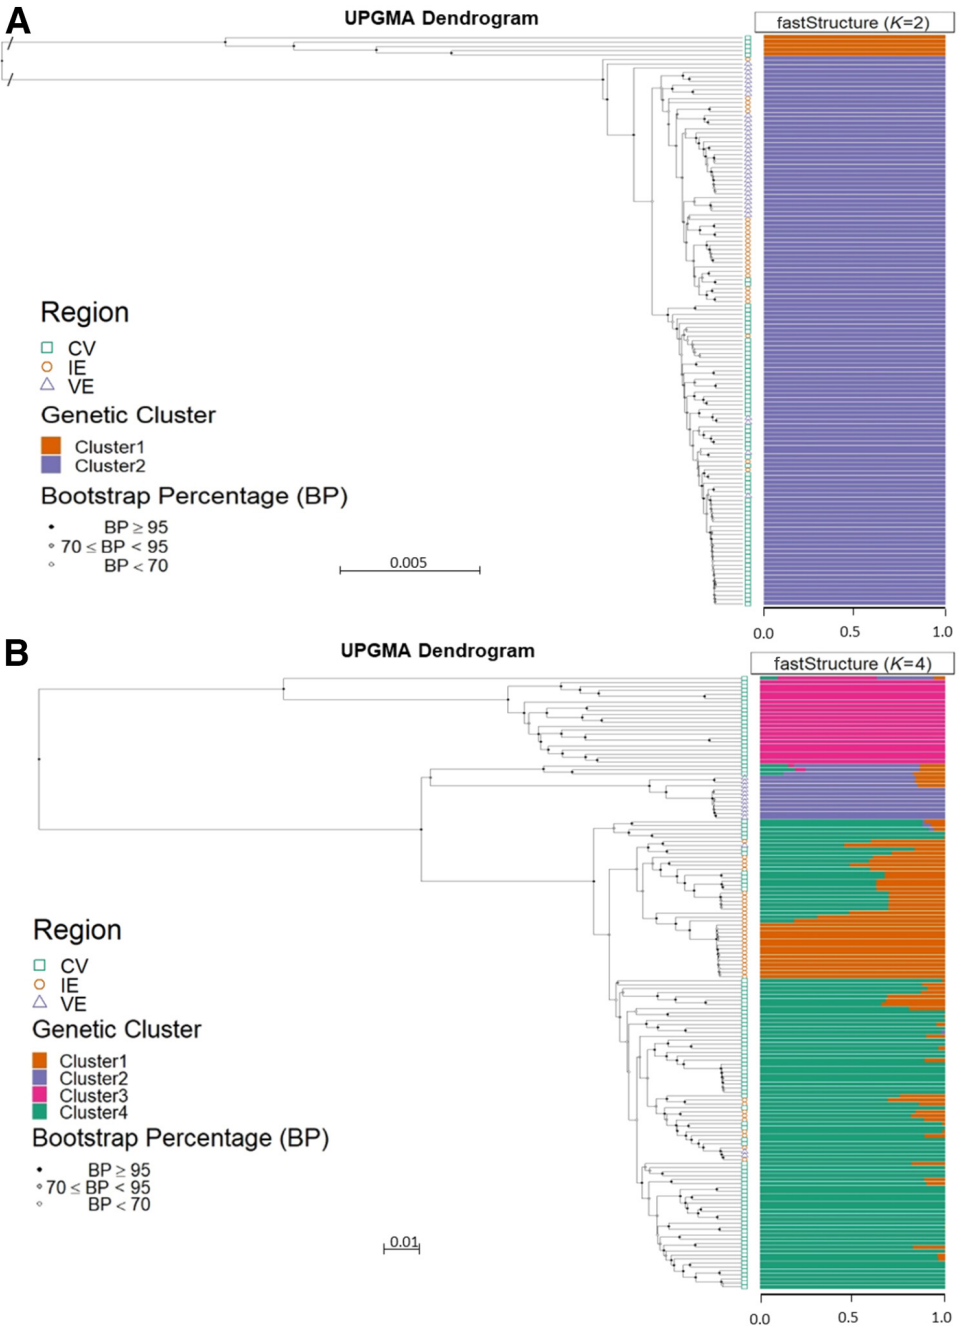 A
UPGMA Dendrogram
fastStructure (K=2)
Region
CV
IE
VE
Genetic Cluster
Cluster1
Cluster2
Bootstrap Percentage (BP)
BP ≥ 95
70 ≤ BP < 95
BP < 70
0.005
0.0 0.5 1.0
B
UPGMA Dendrogram
fastStructure (K=4)
Region
CV
IE
VE
Genetic Cluster
Cluster1
Cluster2
Cluster3
Cluster4
Bootstrap Percentage (BP)
BP ≥ 95
70 ≤ BP < 95
BP < 70
0.01
0.0 0.5 1.0